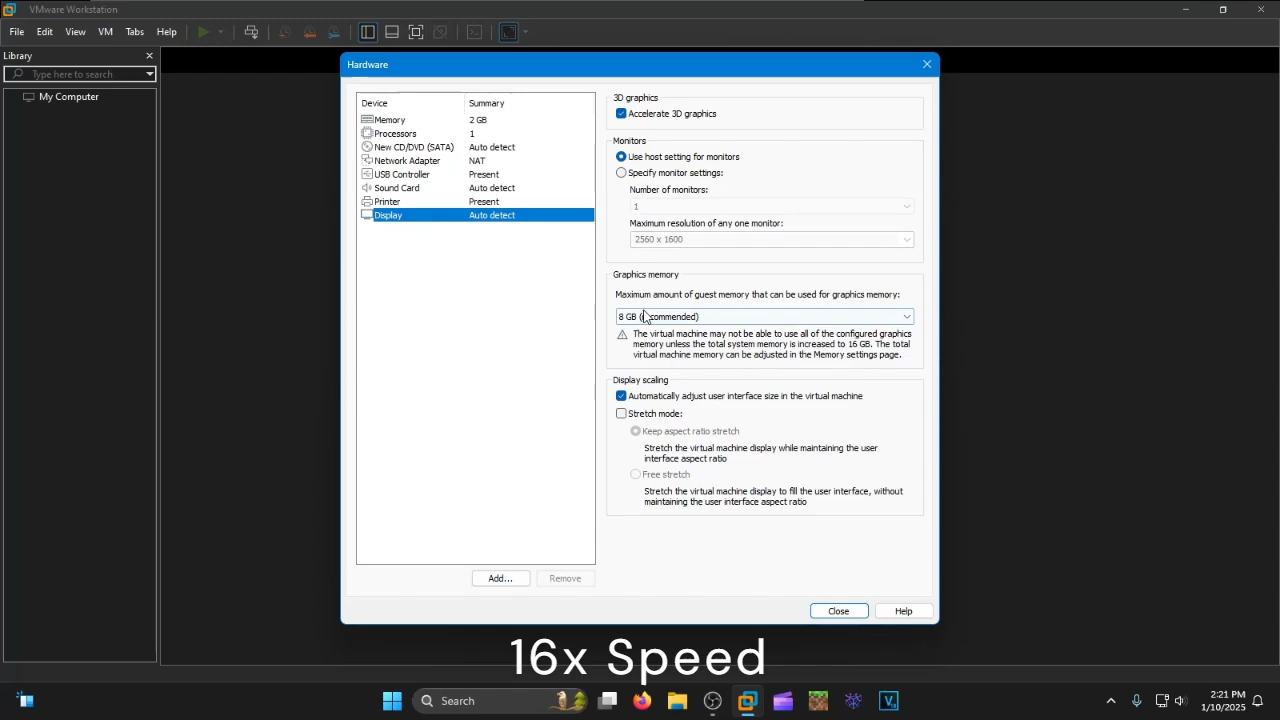 VMware Workstation
File Edit View VM Tabs Help
Library
Type here to search
My Computer
Hardware
Device Summary
Memory 2 GB
Processors 1
New CD/DVD (SATA) Auto detect
Network Adapter NAT
USB Controller Present
Sound Card Auto detect
Printer Present
Display Auto detect
Add...
Remove
3D graphics
Accelerate 3D graphics
Monitors
Use host setting for monitors
Specify monitor settings:
Number of monitors:
1
Maximum resolution of any one monitor:
2560 x 1600
Graphics memory
Maximum amount of guest memory that can be used for graphics memory:
8 GB (recommended)
The virtual machine may not be able to use all of the configured graphics
memory unless the total system memory is increased to 16 GB. The total
virtual machine memory can be adjusted in the Memory settings page.
Display scaling
Automatically adjust user interface size in the virtual machine
Stretch mode:
Keep aspect ratio stretch
Stretch the virtual machine display while maintaining the user
interface aspect ratio
Free stretch
Stretch the virtual machine display to fill the user interface, without
maintaining the user interface aspect ratio
Close
Help
16x Speed
Search
2:21 PM
1/10/2025